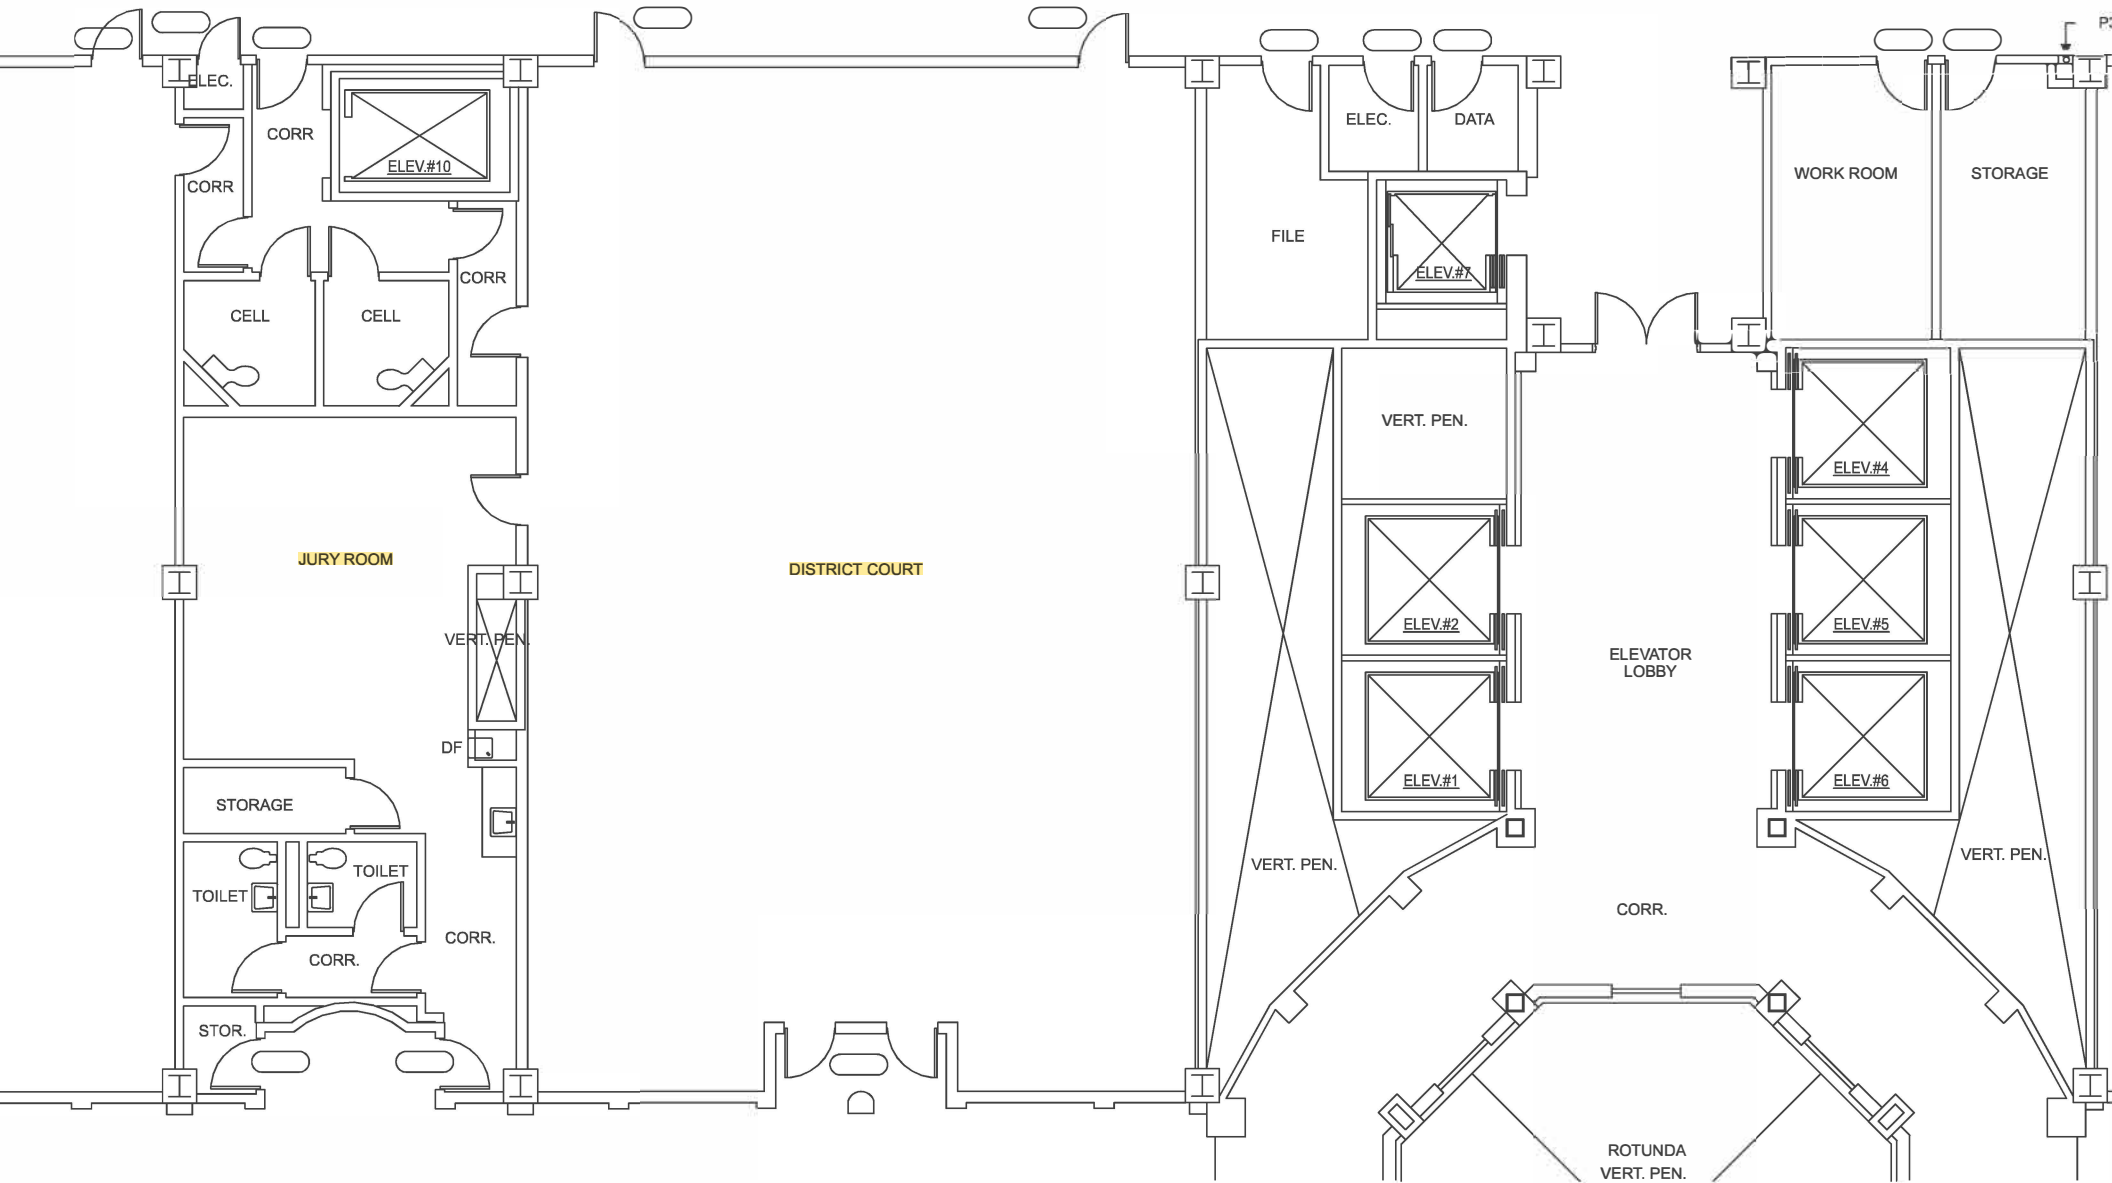 P3
ELEC.
CORR
ELEV.#10
CORR
ELEC.
DATA
WORK ROOM
STORAGE
FILE
ELEV.#7
CORR
CELL
CELL
VERT. PEN.
ELEV.#4
JURY ROOM
DISTRICT COURT
ELEV.#2
ELEV.#5
VERT. PEN.
ELEVATOR
LOBBY
DF
ELEV.#1
ELEV.#6
STORAGE
VERT. PEN.
VERT. PEN.
TOILET
TOILET
CORR.
CORR.
CORR.
STOR.
ROTUNDA
VERT. PEN.